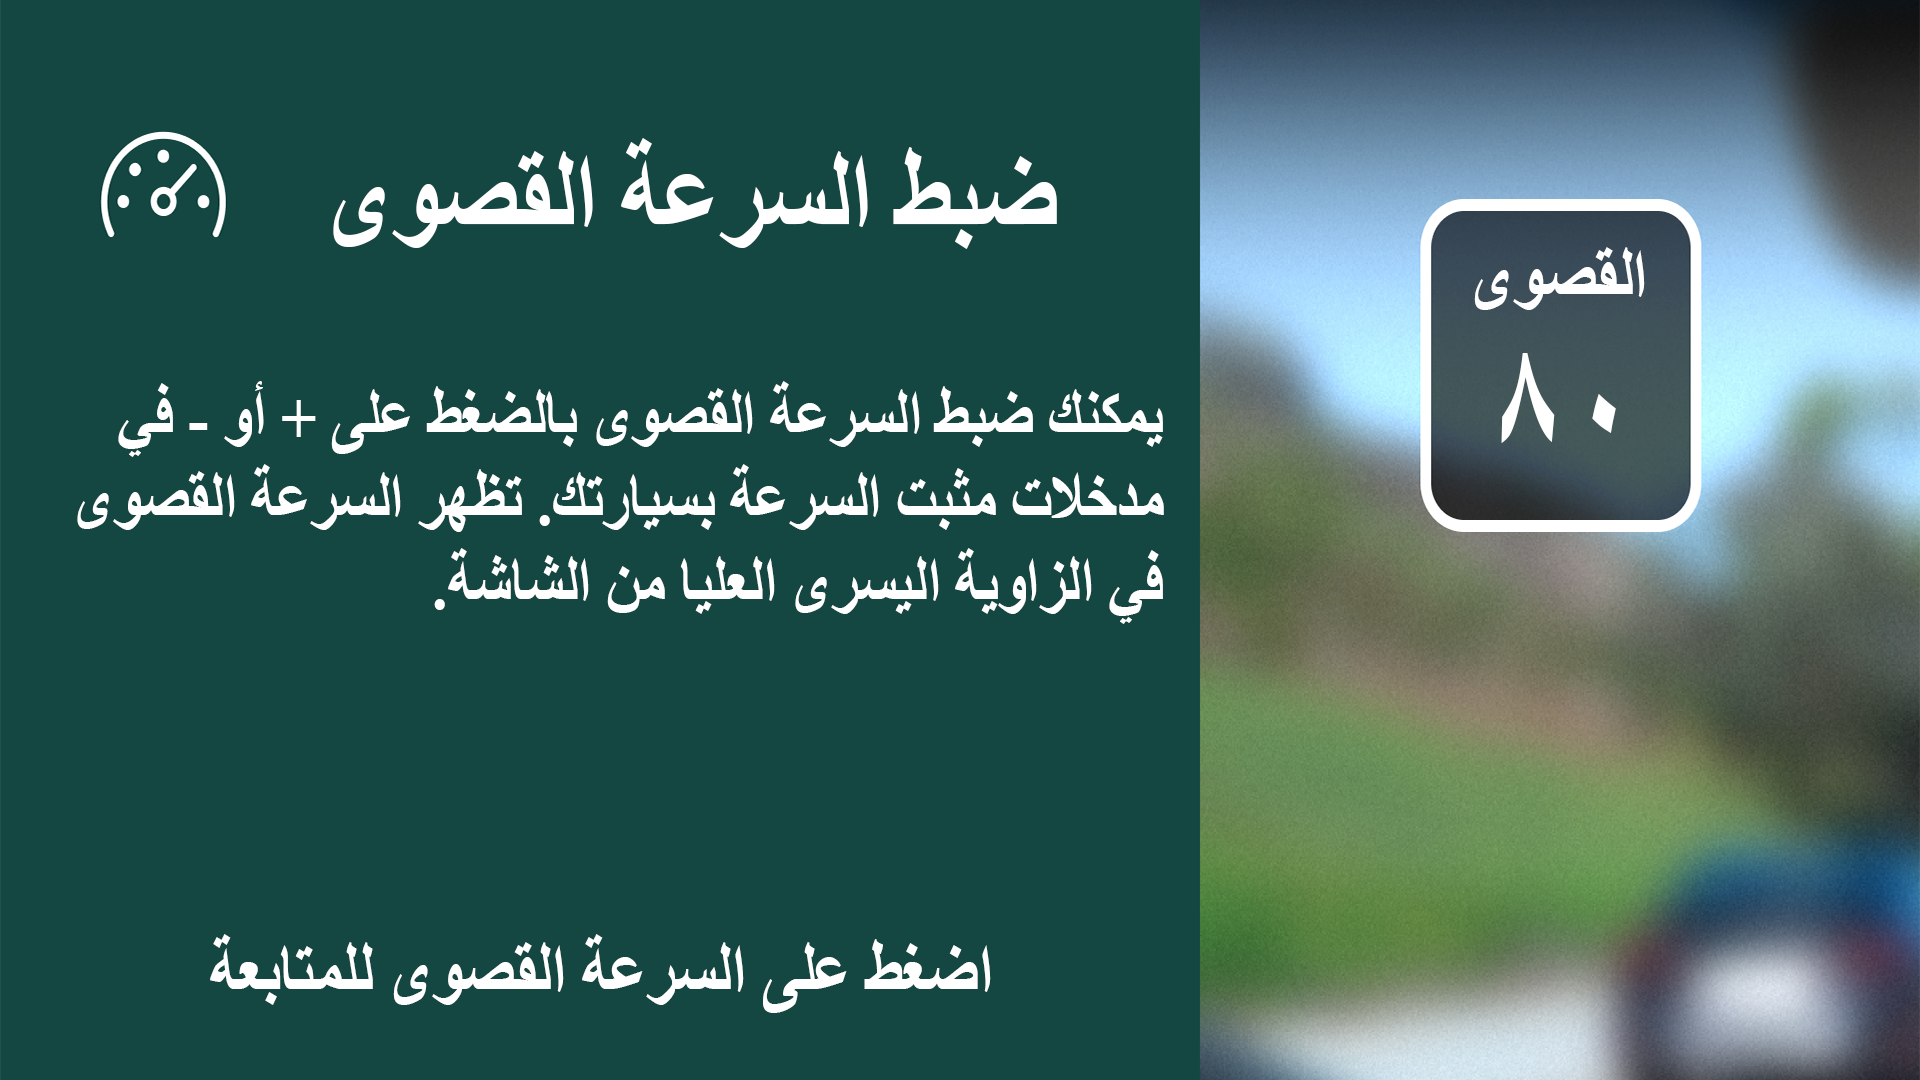 ضبط السرعة القصوى
يمكنك ضبط السرعة القصوى بالضغط على + أو - في
مدخلات مثبت السرعة بسيارتك. تظهر السرعة القصوى
في الزاوية اليسرى العليا من الشاشة.
اضغط على السرعة القصوى للمتابعة
القصوى
٨٠